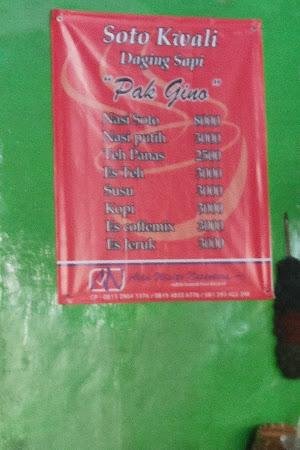 Soto Kwali
Daging Sapi
"Pak Gino"
Nasi Soto 8000
Nasi putih 3000
Teh Panas 2500
Es Teh 3000
Susu 3000
Kopi 3000
Es coffemix 3000
Es Jeruk 3000